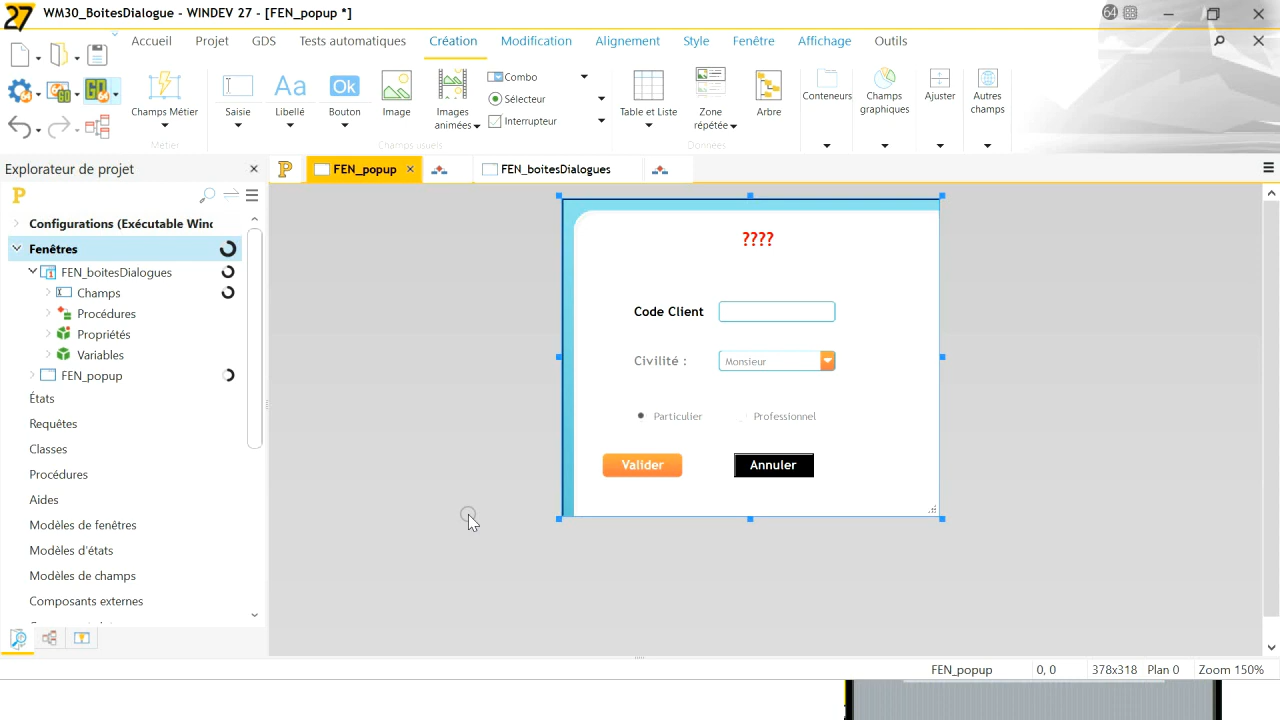 27 WM30_BoitesDialogue - WINDEV 27 - [FEN_popup *] 64
Accueil Projet GDS Tests automatiques Création Modification Alignement Style Fenêtre Affichage Outils
GO
Champs Métier
Métier
Saisie
Aa
Libellé
Ok
Bouton
Image
Images
animées
Combo
Sélecteur
Interrupteur
Champs usuels
Table et Liste
Zone
répétée
Arbre
Données
Conteneurs
Champs
graphiques
Ajuster
Autres
champs
Explorateur de projet
FEN_popup
FEN_boitesDialogues
Configurations (Exécutable Wind
Fenêtres
FEN_boitesDialogues
Champs
Procédures
Propriétés
Variables
FEN_popup
États
Requêtes
Classes
Procédures
Aides
Modèles de fenêtres
Modèles d'états
Modèles de champs
Composants externes
????
Code Client
Civilité : Monsieur
Particulier Professionnel
Valider Annuler
FEN_popup 0, 0 378x318 Plan 0 Zoom 150%